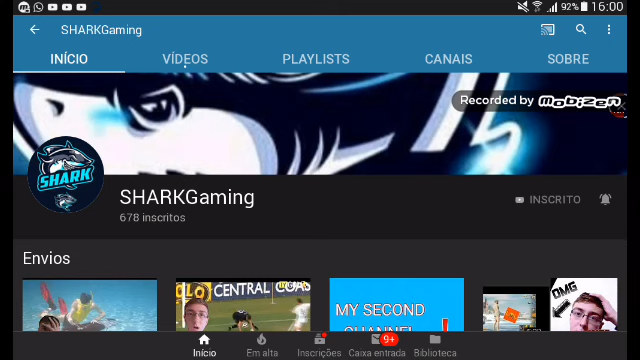 92% 16:00
SHARKGaming
INÍCIO VÍDEOS PLAYLISTS CANAIS SOBRE
Recorded by MOBIZEN
SHARK
SHARKGaming
INSCRITO
678 inscritos
Envios
CENTRAL COAS
OMG
MY SECOND
CHANNEL !
9+
Início Em alta Inscrições Caixa entrada Biblioteca